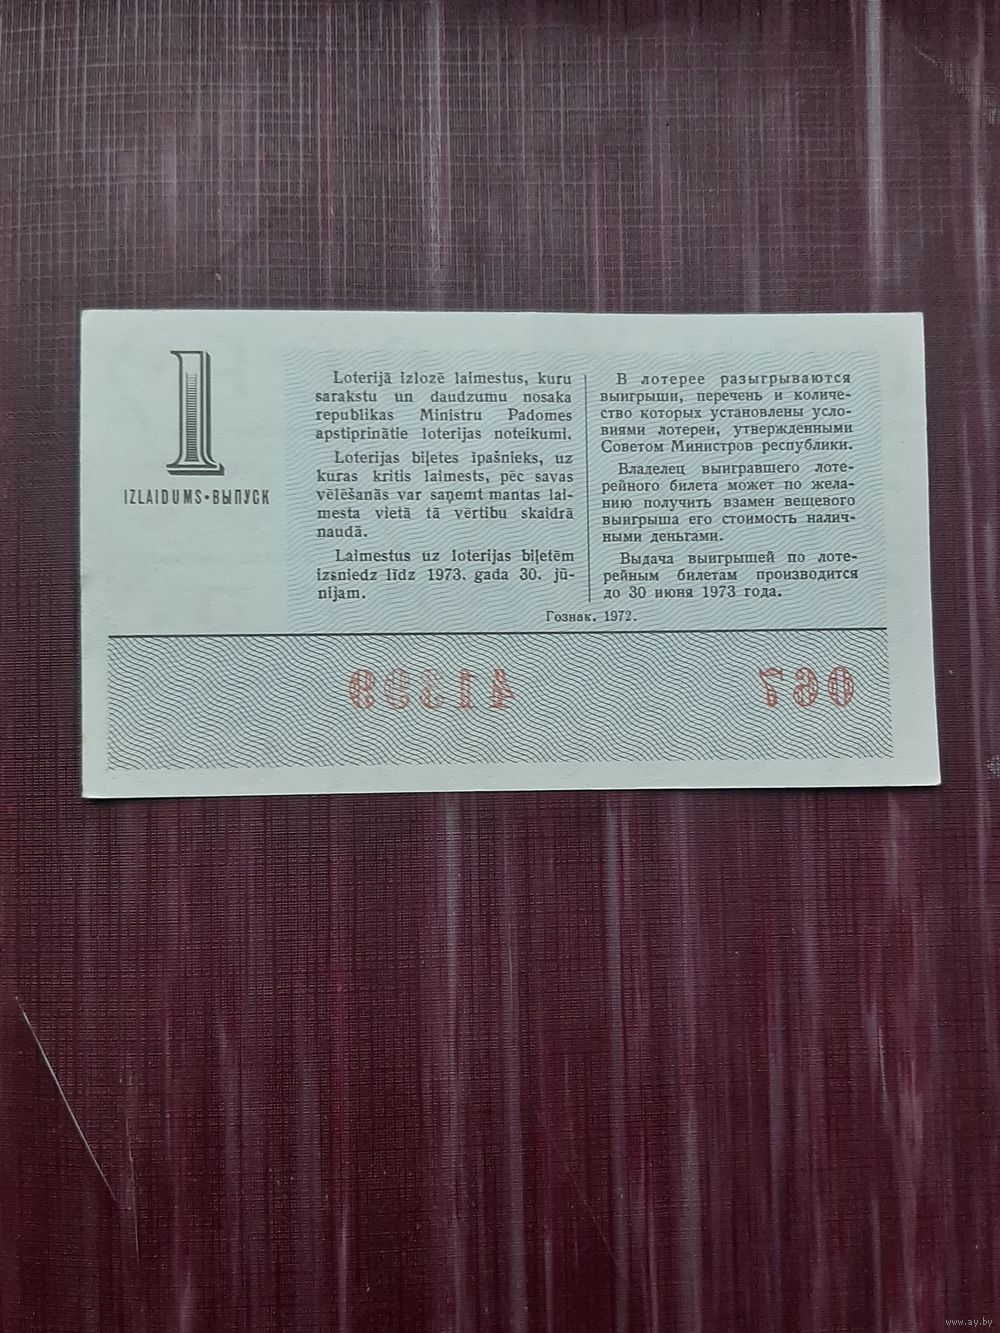 1
IZLAIDUMS•ВЫПУСК
Loterijā izlozē laimestus, kuru
sarakstu un daudzumu nosaka
republikas Ministru Padomes
apstiprinātie loterijas noteikumi.
Loterijas biļetes īpašnieks, uz
kuras kritis laimests, pēc savas
vēlēšanās var saņemt mantas lai-
mesta vietā tā vērtību skaidrā
naudā.
Laimestus uz loterijas biļetēm
izsniedz līdz 1973. gada 30. jū-
nijam.
В лотерее разыгрываются
выигрыши, перечень и количе-
ство которых установлены усло-
виями лотереи, утвержденными
Советом Министров республики.
Владелец выигравшего лоте-
рейного билета может по жела-
нию получить взамен вещевого
выигрыша его стоимость налич-
ными деньгами.
Выдача выигрышей по лоте-
рейным билетам производится
до 30 июня 1973 года.
Гознак. 1972.
www.ay.by